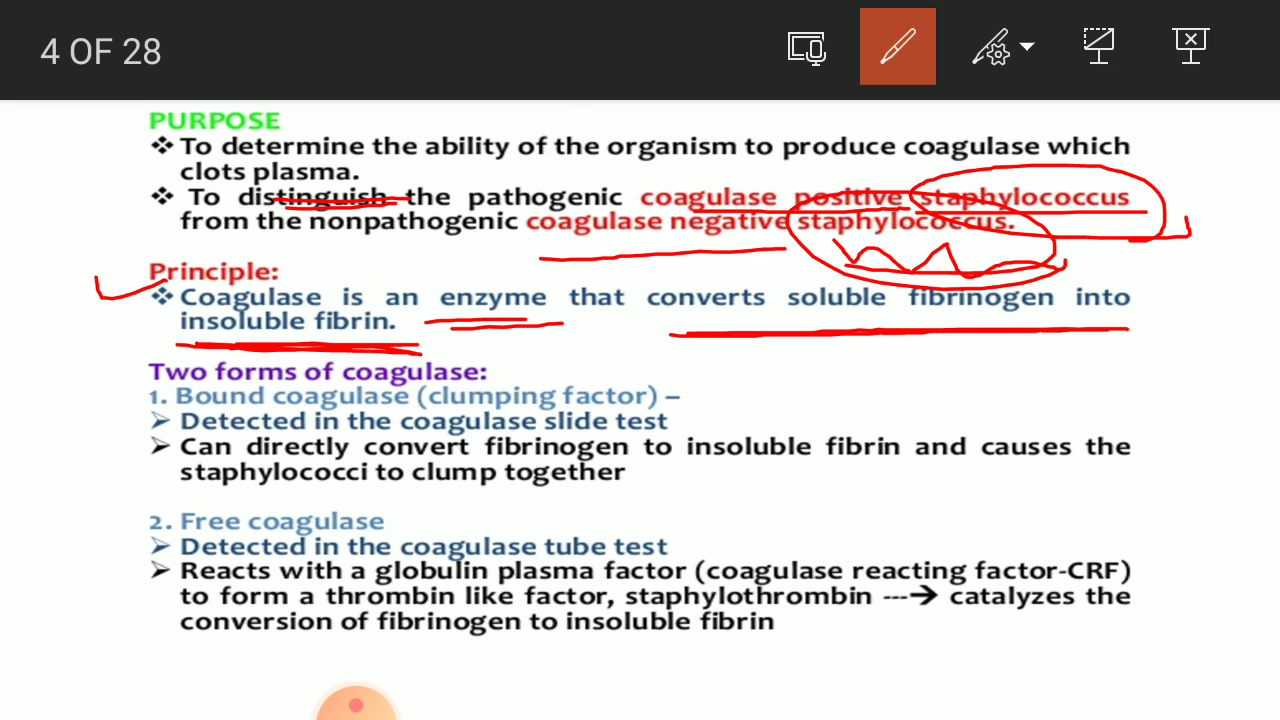 4 OF 28
PURPOSE
❖ To determine the ability of the organism to produce coagulase which
clots plasma.
❖ To distinguish the pathogenic coagulase positive staphylococcus
from the nonpathogenic coagulase negative staphylococcus.
Principle:
❖ Coagulase is an enzyme that converts soluble fibrinogen into
insoluble fibrin.
Two forms of coagulase:
1. Bound coagulase (clumping factor) –
➢ Detected in the coagulase slide test
➢ Can directly convert fibrinogen to insoluble fibrin and causes the
staphylococci to clump together
2. Free coagulase
➢ Detected in the coagulase tube test
➢ Reacts with a globulin plasma factor (coagulase reacting factor-CRF)
to form a thrombin like factor, staphylothrombin ---→ catalyzes the
conversion of fibrinogen to insoluble fibrin